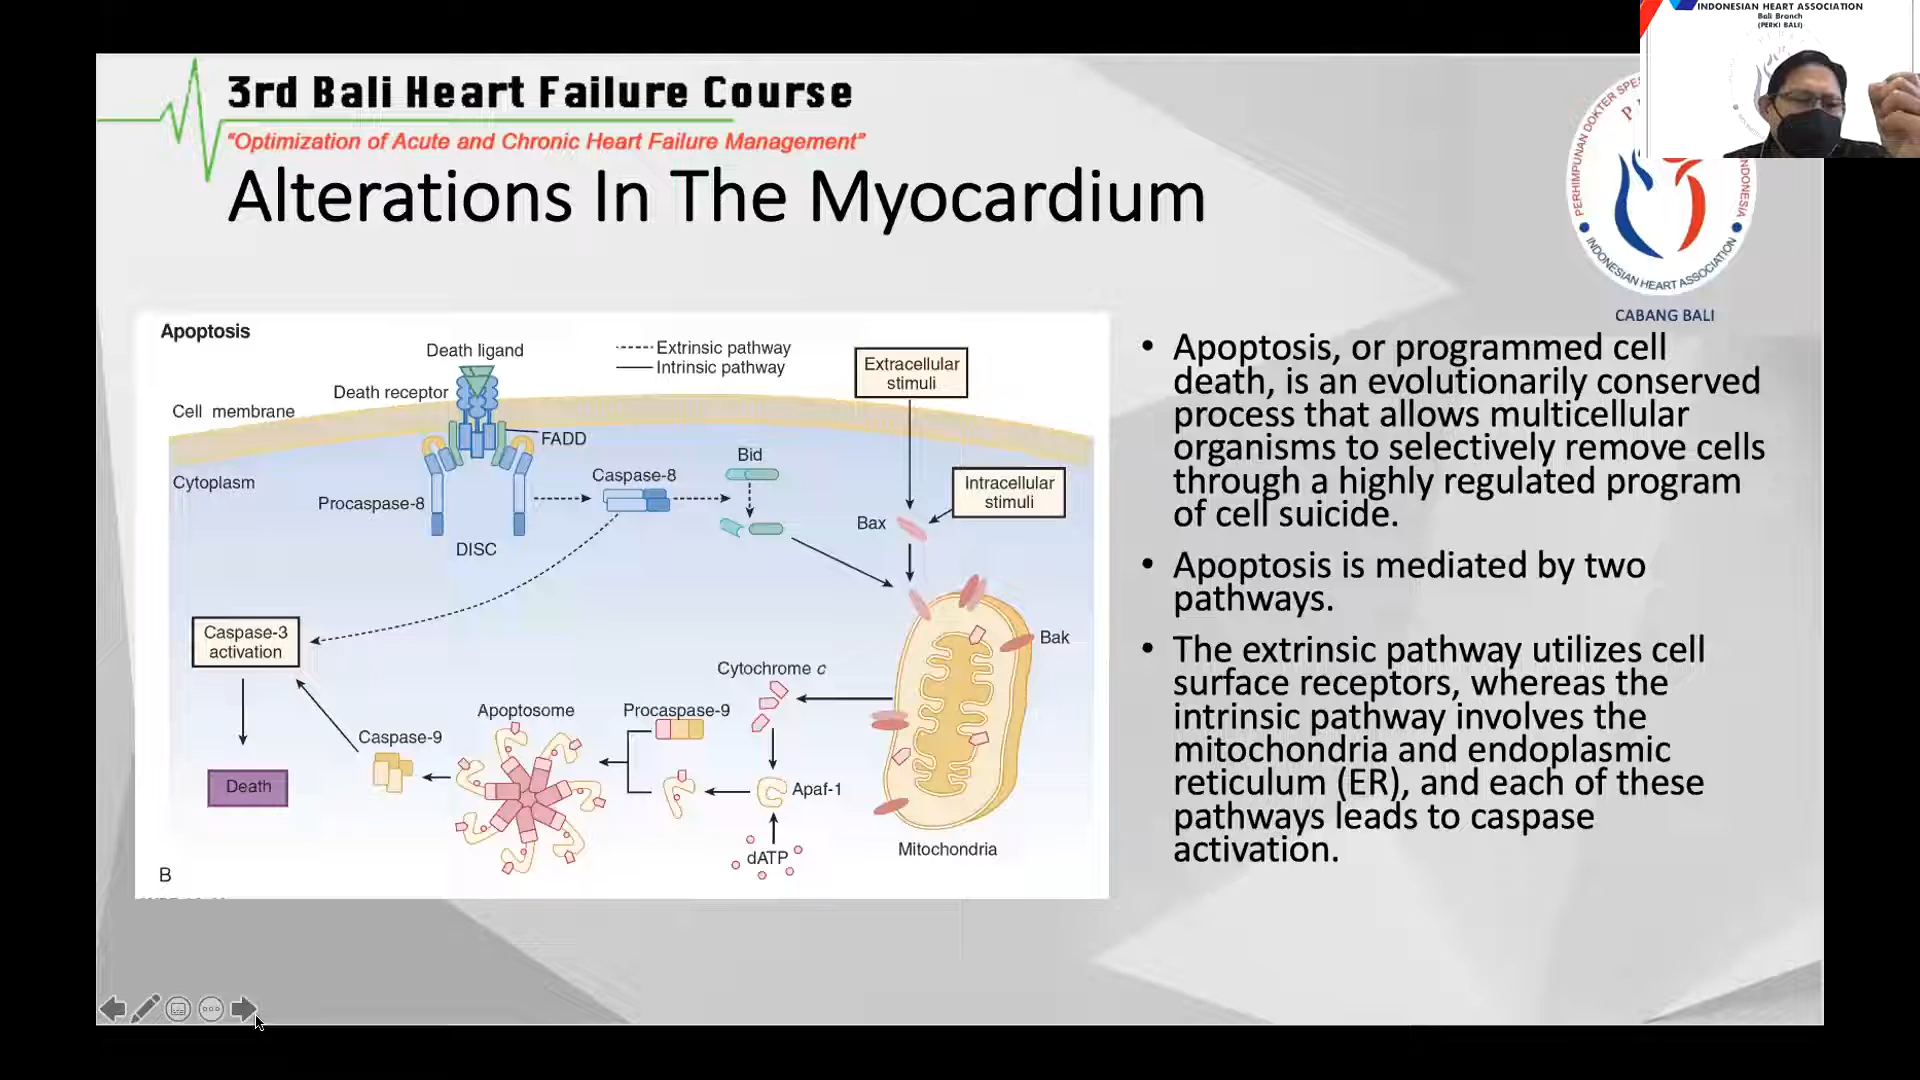 INDONESIAN HEART ASSOCIATION
Bali Branch
(PERKI BALI)
3rd Bali Heart Failure Course
"Optimization of Acute and Chronic Heart Failure Management"
Alterations In The Myocardium
PERHIMPUNAN DOKTER SPE
INDONESIA
INDONESIAN HEART ASSOCIATION
CABANG BALI
Apoptosis
Death ligand
Extrinsic pathway
Intrinsic pathway
Extracellular
stimuli
Death receptor
Cell membrane
FADD
Cytoplasm
Bid
Caspase-8
Intracellular
stimuli
Procaspase-8
Bax
DISC
Caspase-3
activation
Bak
Cytochrome c
Apoptosome
Procaspase-9
Caspase-9
Death
Apaf-1
dATP
Mitochondria
B
• Apoptosis, or programmed cell
death, is an evolutionarily conserved
process that allows multicellular
organisms to selectively remove cells
through a highly regulated program
of cell suicide.
• Apoptosis is mediated by two
pathways.
• The extrinsic pathway utilizes cell
surface receptors, whereas the
intrinsic pathway involves the
mitochondria and endoplasmic
reticulum (ER), and each of these
pathways leads to caspase
activation.